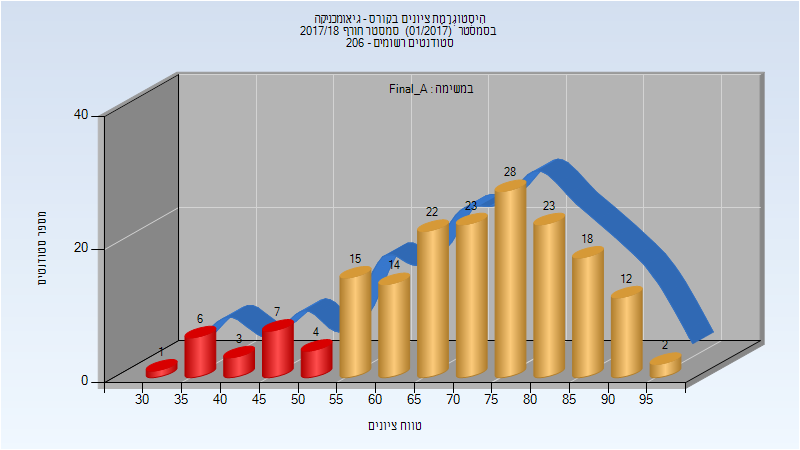 היסטוגרמת ציונים בקורס - גיאומכניקה
בסמסטר (01/2017) סמסטר חורף 2017/18
סטודנטים רשומים - 206
במשימה : Final_A
מספר סטודנטים
40
20
0
1
6
3
7
4
15
14
22
23
28
23
18
12
2
30 35 40 45 50 55 60 65 70 75 80 85 90 95
טווח ציונים